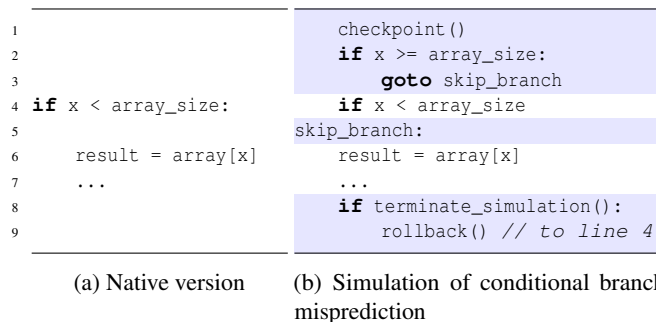 1 checkpoint()
2 if x >= array_size:
3 goto skip_branch
4 if x < array_size: if x < array_size
5 skip_branch:
6 result = array[x] result = array[x]
7 ... ...
8 if terminate_simulation():
9 rollback() // to line 4
(a) Native version (b) Simulation of conditional branch
misprediction